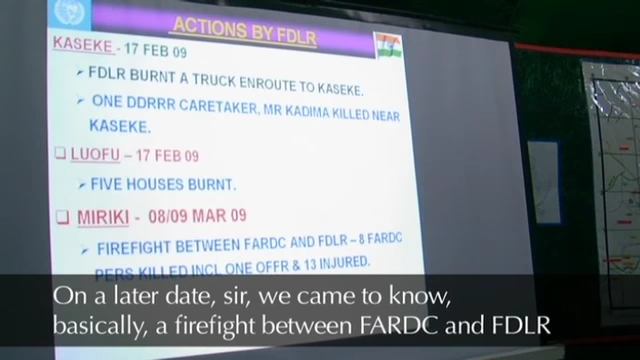 ACTIONS BY FDLR
KASEKE - 17 FEB 09
➢ FDLR BURNT A TRUCK ENROUTE TO KASEKE.
➢ ONE DDRRR CARETAKER, MR KADIMA KILLED NEAR
KASEKE.
❑ LUOFU – 17 FEB 09
➢ FIVE HOUSES BURNT.
❑ MIRIKI - 08/09 MAR 09
➢ FIREFIGHT BETWEEN FARDC AND FDLR – 8 FARDC
PERS KILLED INCL ONE OFFR & 13 INJURED.
On a later date, sir, we came to know,
basically, a firefight between FARDC and FDLR